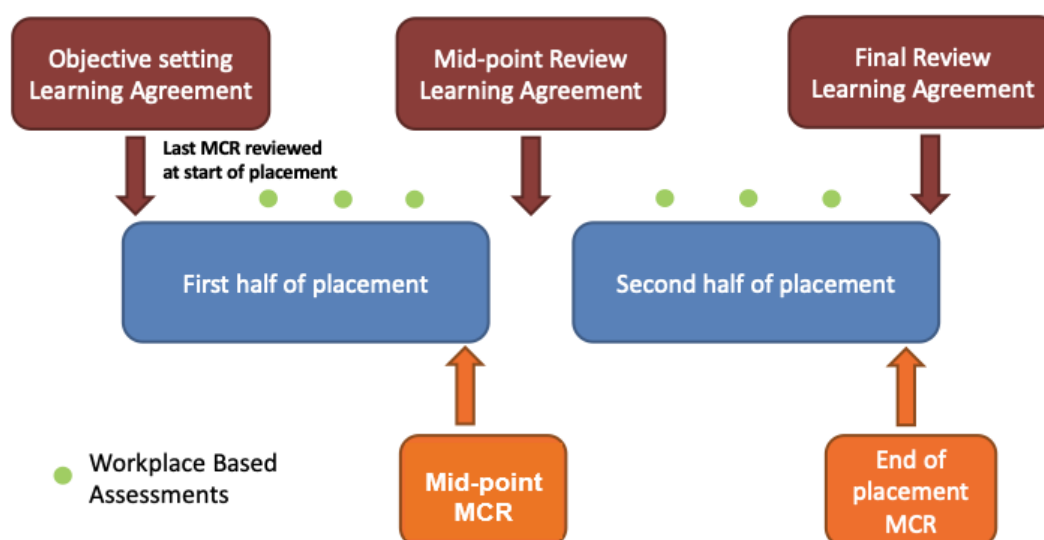 Objective setting
Learning Agreement
Mid-point Review
Learning Agreement
Final Review
Learning Agreement
Last MCR reviewed
at start of placement
First half of placement
Second half of placement
Workplace Based
Assessments
Mid-point
MCR
End of
placement
MCR